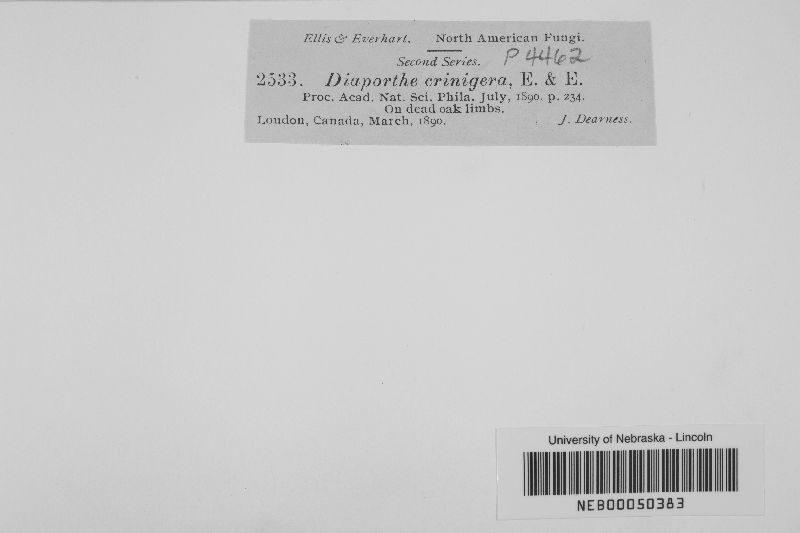 Ellis & Everhart. North American Fungi.
Second Series. P 4462
2533. Diaporthe crinigera, E. & E.
Proc. Acad. Nat. Sci. Phila. July, 1890. p. 234.
On dead oak limbs.
London, Canada, March, 1890. J. Dearness.
University of Nebraska - Lincoln
NEB00050383